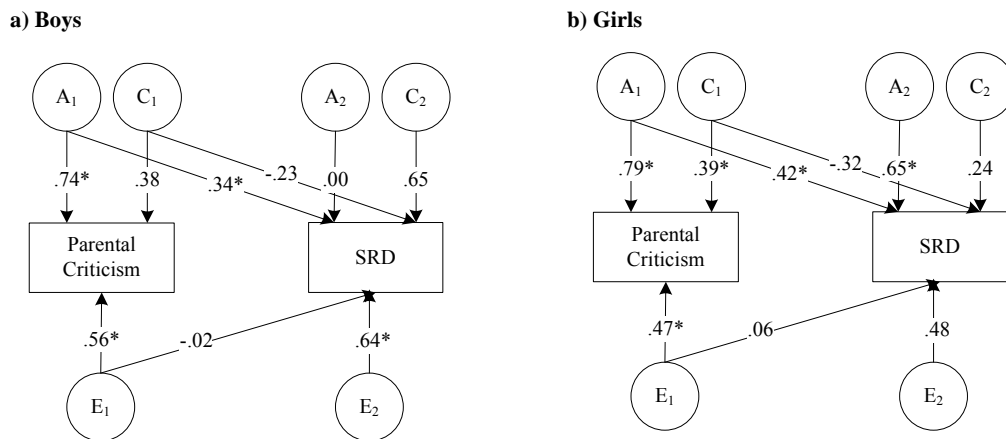 a) Boys
A1 C1 A2 C2
.74* .38 .34* -.23 .00 .65
Parental
Criticism
SRD
.56* -.02 .64*
E1 E2
b) Girls
A1 C1 A2 C2
.79* .39* .42* -.32 .65* .24
Parental
Criticism
SRD
.47* .06 .48
E1 E2